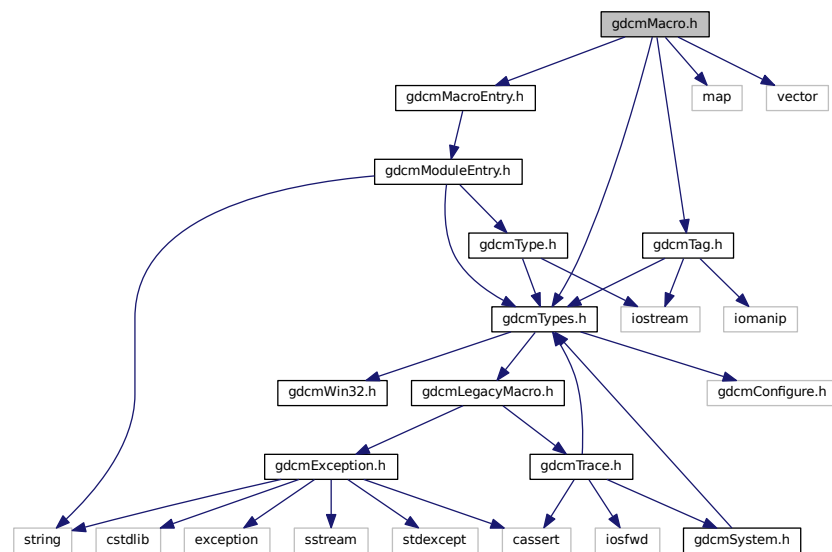 gdcmMacro.h
gdcmMacroEntry.h
map
vector
gdcmModuleEntry.h
gdcmType.h
gdcmTag.h
gdcmTypes.h
iostream
iomanip
gdcmWin32.h
gdcmLegacyMacro.h
gdcmConfigure.h
gdcmException.h
gdcmTrace.h
string
cstdlib
exception
sstream
stdexcept
cassert
iosfwd
gdcmSystem.h